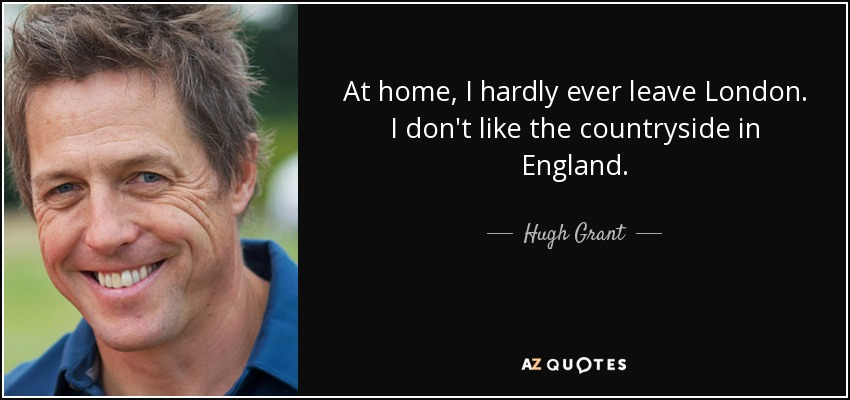 At home, I hardly ever leave London.
I don't like the countryside in
England.
Hugh Grant
AZ QUOTES